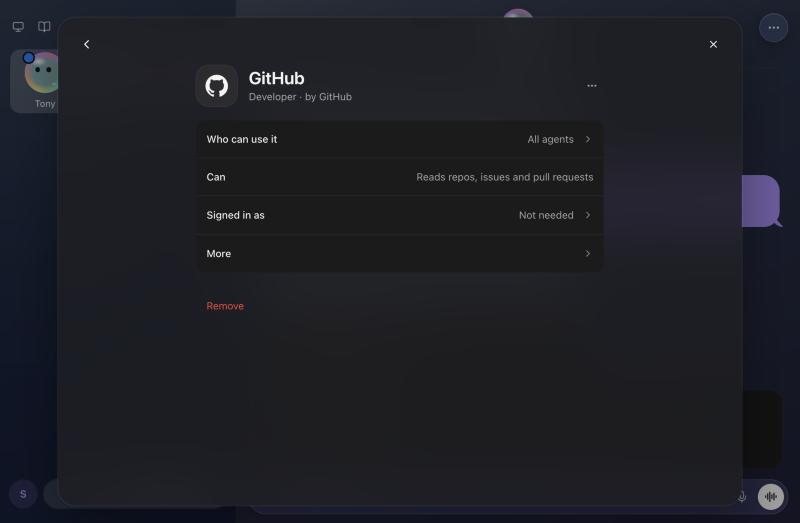 GitHub
Developer · by GitHub
Tony
Who can use it All agents
Can Reads repos, issues and pull requests
Signed in as Not needed
More
Remove
S